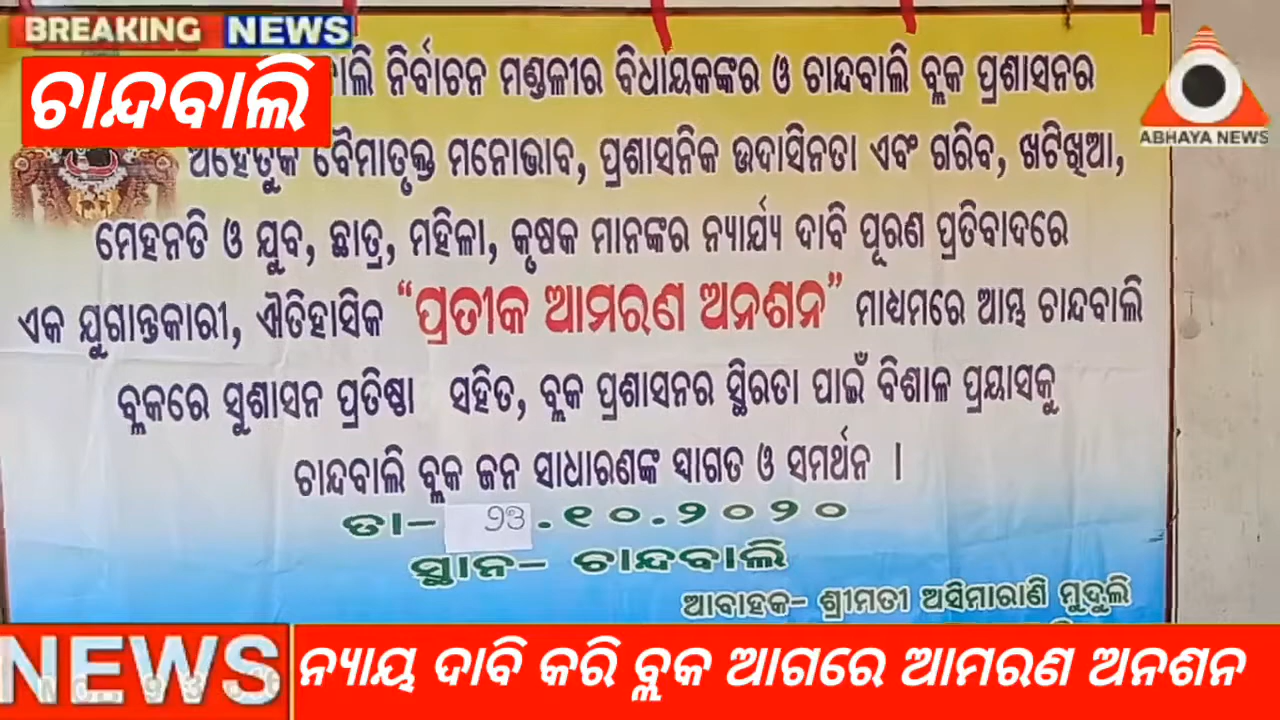 BREAKING NEWS
ଚାନ୍ଦବାଲି
ନିର୍ବାଚନ ମଣ୍ଡଳୀର ବିଧାୟକଙ୍କର ଓ ଚାନ୍ଦବାଲି ବ୍ଲକ ପ୍ରଶାସନର
ABHAYA NEWS
ଅହେତୁକ ବୈମାତୃକ ମନୋଭାବ, ପ୍ରଶାସନିକ ଉଦାସିନତା ଏବଂ ଗରିବ, ଖଟିଖିଆ,
ମେହନତି ଓ ଯୁବ, ଛାତ୍ର, ମହିଳା, କୃଷକ ମାନଙ୍କର ନ୍ୟାର୍ଯ୍ୟ ଦାବି ପୂରଣ ପ୍ରତିବାଦରେ
ଏକ ଯୁଗାନ୍ତକାରୀ, ଐତିହାସିକ “ପ୍ରତୀକ ଆମରଣ ଅନଶନ” ମାଧ୍ୟମରେ ଆମ୍ଭ ଚାନ୍ଦବାଲି
ବ୍ଲକରେ ସୁଶାସନ ପ୍ରତିଷ୍ଠା ସହିତ, ବ୍ଲକ ପ୍ରଶାସନର ସ୍ଥିରତା ପାଇଁ ବିଶାଳ ପ୍ରୟାସକୁ
ଚାନ୍ଦବାଲି ବ୍ଲକ ଜନ ସାଧାରଣଙ୍କ ସ୍ୱାଗତ ଓ ସମର୍ଥନ ।
ତା- .୧୦.୨୦୨୦
ସ୍ଥାନ- ଚାନ୍ଦବାଲି
ଆବାହକ- ଶ୍ରୀମତୀ ଅସିମାରାଣି ମୁଦୁଲି
NEWS ନ୍ୟାୟ ଦାବି କରି ବ୍ଲକ ଆଗରେ ଆମରଣ ଅନଶନ